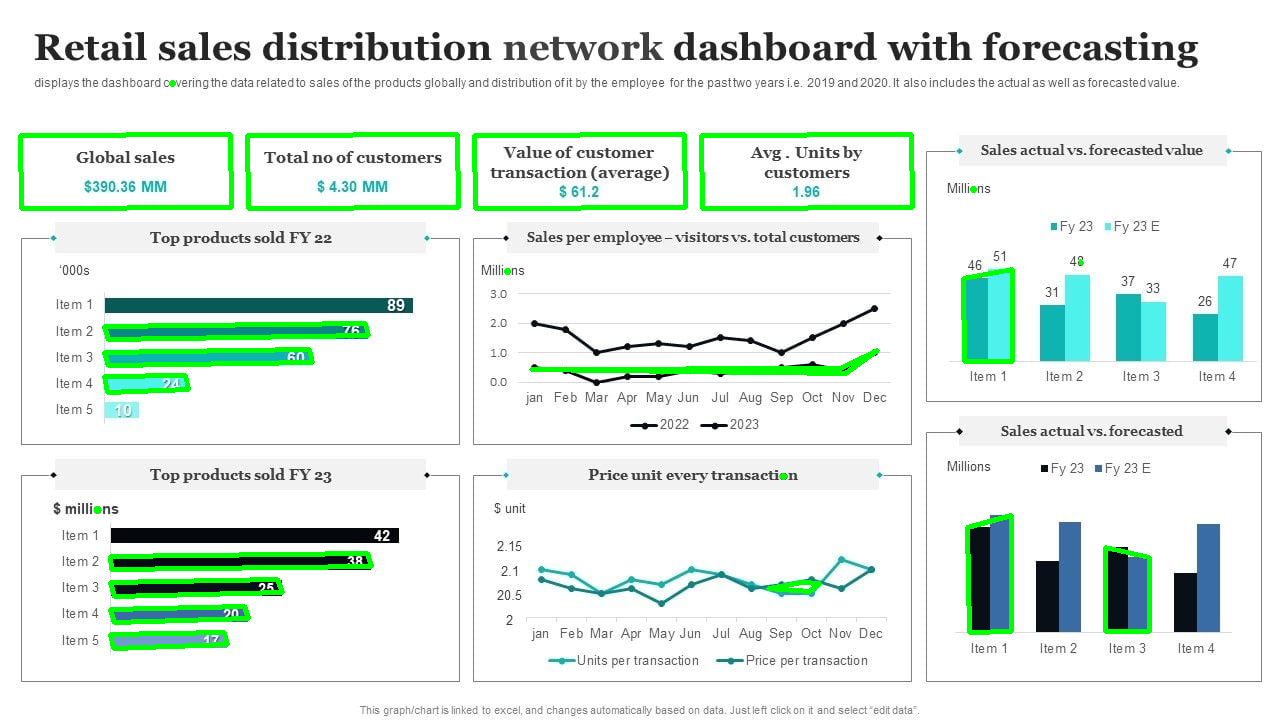 Retail sales distribution network dashboard with forecasting
displays the dashboard covering the data related to sales of the products globally and distribution of it by the employee for the past two years i.e. 2019 and 2020. It also includes the actual as well as forecasted value.
Global sales
$390.36 MM
Total no of customers
$ 4.30 MM
Value of customer
transaction (average)
$ 61.2
Avg . Units by
customers
1.96
Top products sold FY 22
'000s
Item 1 89
Item 2 76
Item 3 60
Item 4 24
Item 5 10
Sales per employee – visitors vs. total customers
Millions
3.0
2.0
1.0
0.0
jan Feb Mar Apr May Jun Jul Aug Sep Oct Nov Dec
2022 2023
Sales actual vs. forecasted value
Millions
Fy 23 Fy 23 E
46 51 31 48 37 33 26 47
Item 1 Item 2 Item 3 Item 4
Top products sold FY 23
$ millions
Item 1 42
Item 2 38
Item 3 25
Item 4 20
Item 5 17
Price unit every transaction
$ unit
2.15
2.1
20.5
2
jan Feb Mar Apr May Jun Jul Aug Sep Oct Nov Dec
Units per transaction Price per transaction
Sales actual vs. forecasted
Millions
Fy 23 Fy 23 E
Item 1 Item 2 Item 3 Item 4
This graph/chart is linked to excel, and changes automatically based on data. Just left click on it and select “edit data”.